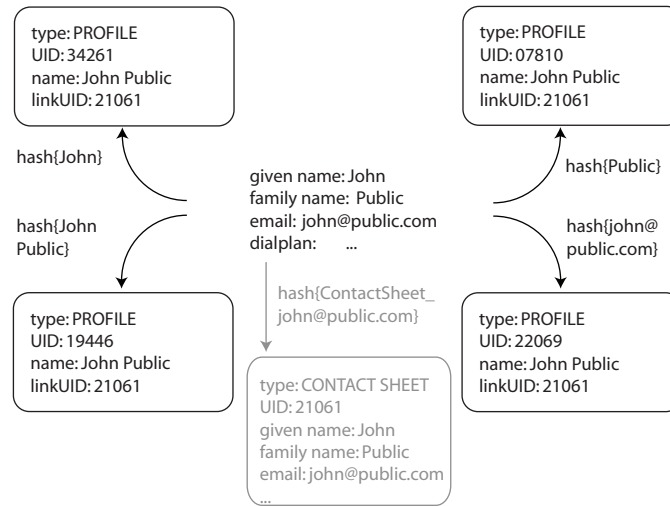 type: PROFILE
UID: 34261
name: John Public
linkUID: 21061
type: PROFILE
UID: 07810
name: John Public
linkUID: 21061
hash{John}
hash{Public}
given name: John
family name: Public
email: john@public.com
dialplan: ...
hash{John
Public}
hash{john@
public.com}
hash{ContactSheet_
john@public.com}
type: PROFILE
UID: 19446
name: John Public
linkUID: 21061
type: PROFILE
UID: 22069
name: John Public
linkUID: 21061
type: CONTACT SHEET
UID: 21061
given name: John
family name: Public
email: john@public.com
...